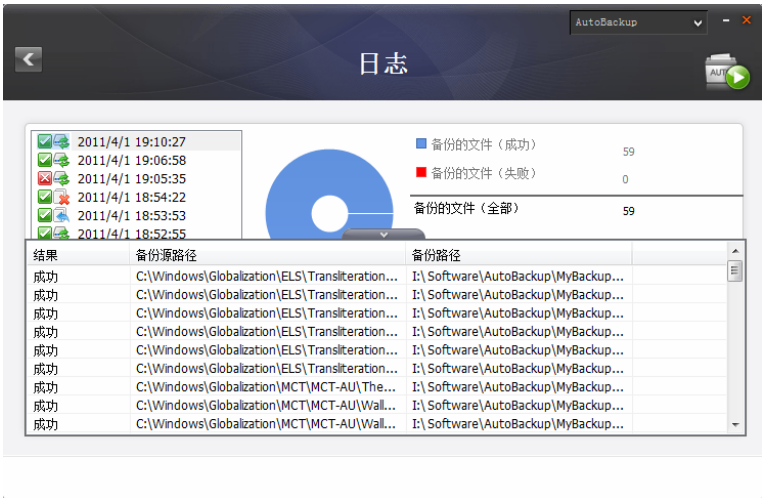 AutoBackup
日志
AUT
2011/4/1 19:10:27
2011/4/1 19:06:58
2011/4/1 19:05:35
2011/4/1 18:54:22
2011/4/1 18:53:53
2011/4/1 18:52:55
备份的文件（成功） 59
备份的文件（失败） 0
备份的文件（全部） 59
结果 备份源路径 备份路径
成功 C:\Windows\Globalization\ELS\Transliteration... I:\Software\AutoBackup\MyBackup...
成功 C:\Windows\Globalization\ELS\Transliteration... I:\Software\AutoBackup\MyBackup...
成功 C:\Windows\Globalization\ELS\Transliteration... I:\Software\AutoBackup\MyBackup...
成功 C:\Windows\Globalization\ELS\Transliteration... I:\Software\AutoBackup\MyBackup...
成功 C:\Windows\Globalization\ELS\Transliteration... I:\Software\AutoBackup\MyBackup...
成功 C:\Windows\Globalization\ELS\Transliteration... I:\Software\AutoBackup\MyBackup...
成功 C:\Windows\Globalization\MCT\MCT-AU\The... I:\Software\AutoBackup\MyBackup...
成功 C:\Windows\Globalization\MCT\MCT-AU\Wall... I:\Software\AutoBackup\MyBackup...
成功 C:\Windows\Globalization\MCT\MCT-AU\Wall... I:\Software\AutoBackup\MyBackup...